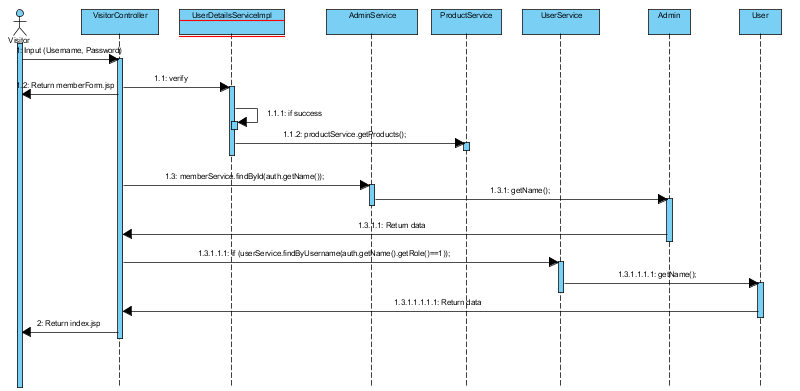 VisitorController
UserDetailsServiceImpl
AdminService
ProductService
UserService
Admin
User
Visitor
1: Input (Username, Password)
1.1: verify
1.2: Return memberForm.jsp
1.1.1: if success
1.1.2: productService.getProducts();
1.3: memberService.findById(auth.getName());
1.3.1: getName();
1.3.1.1: Return data
1.3.1.1.1: if (userService.findByUsername(auth.getName().getRole()==1));
1.3.1.1.1.1: getName();
1.3.1.1.1.1.1: Return data
2: Return index.jsp